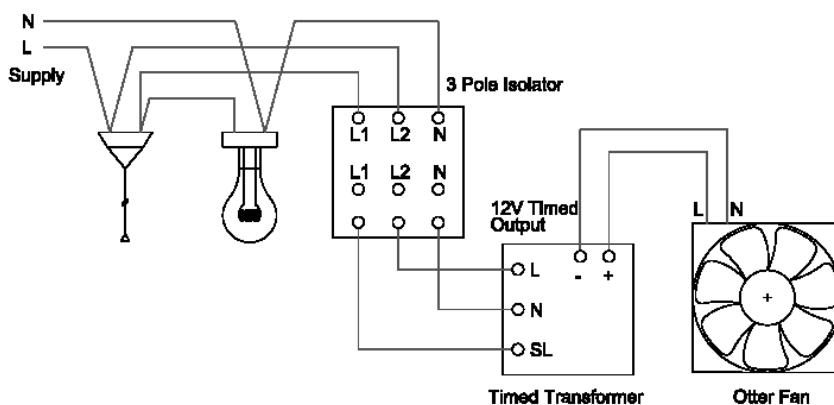 N
L
Supply
3 Pole Isolator
L1 L2 N
L1 L2 N
12V Timed
Output
L N
- +
L
N
SL
Timed Transformer
Otter Fan